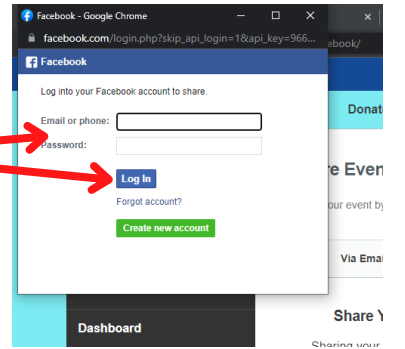 Facebook - Google Chrome
facebook.com/login.php?skip_api_login=1&api_key=966...
ebook/
Facebook
Log into your Facebook account to share.
Email or phone:
Password:
Log In
Forgot account?
Create new account
Donat
re Even
our event by
Via Emai
Share Y
Dashboard
Sharing your